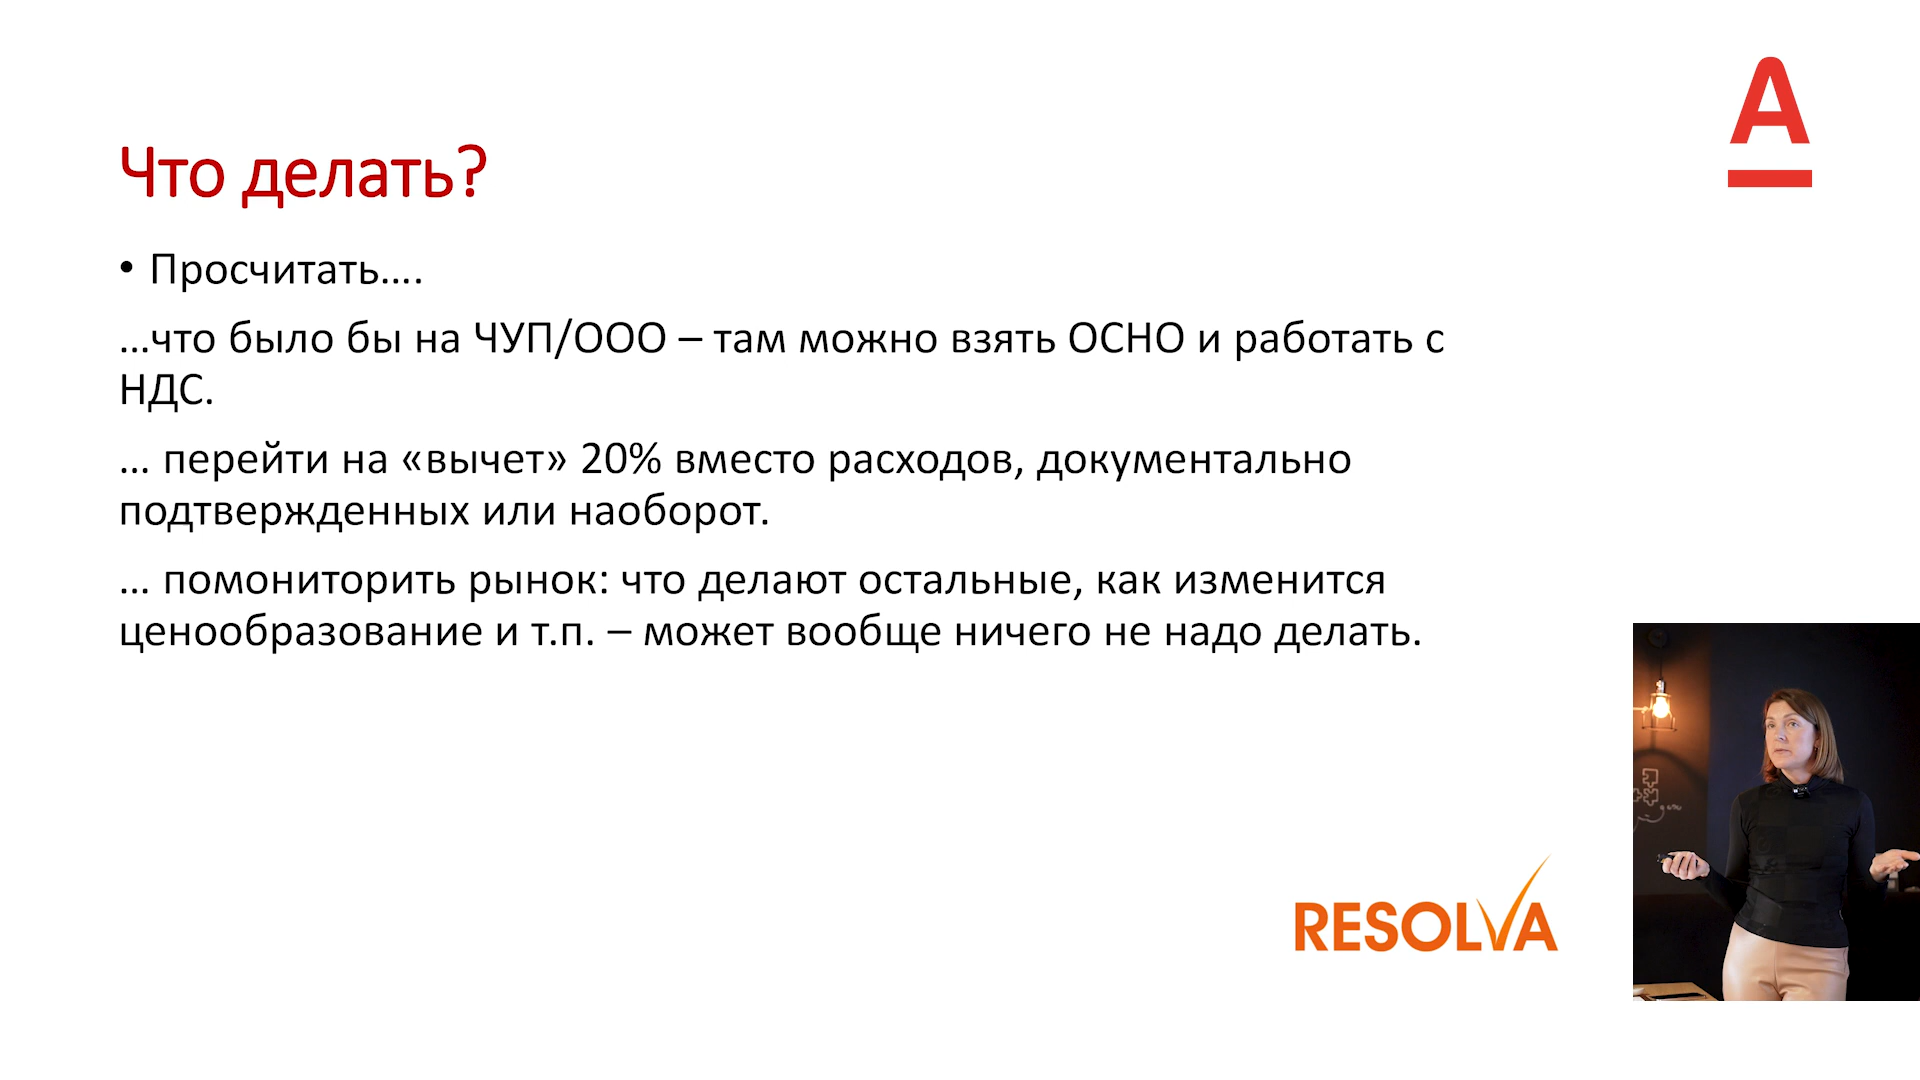 А
Что делать?
• Просчитать....
...что было бы на ЧУП/ООО – там можно взять ОСНО и работать с
НДС.
... перейти на «вычет» 20% вместо расходов, документально
подтвержденных или наоборот.
... помониторить рынок: что делают остальные, как изменится
ценообразование и т.п. – может вообще ничего не надо делать.
RESOLVA